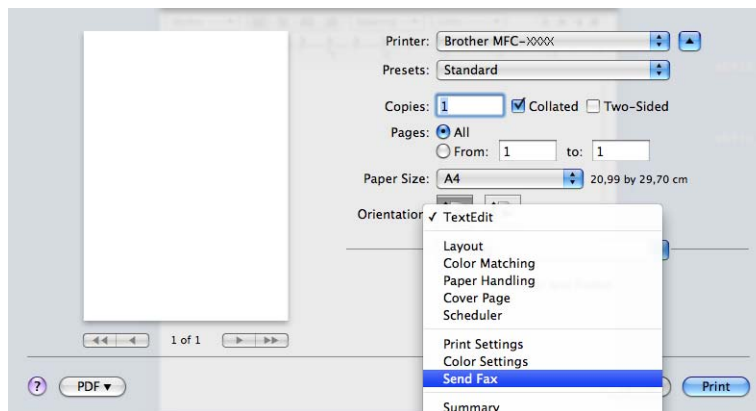 Printer: Brother MFC-XXXX
Presets: Standard
Copies: 1 Collated Two-Sided
Pages: All
From: 1 to: 1
Paper Size: A4 20,99 by 29,70 cm
Orientation
✓ TextEdit
Layout
Color Matching
Paper Handling
Cover Page
Scheduler
1 of 1
Print Settings
Color Settings
Send Fax
? PDF ▾ Print
Summary